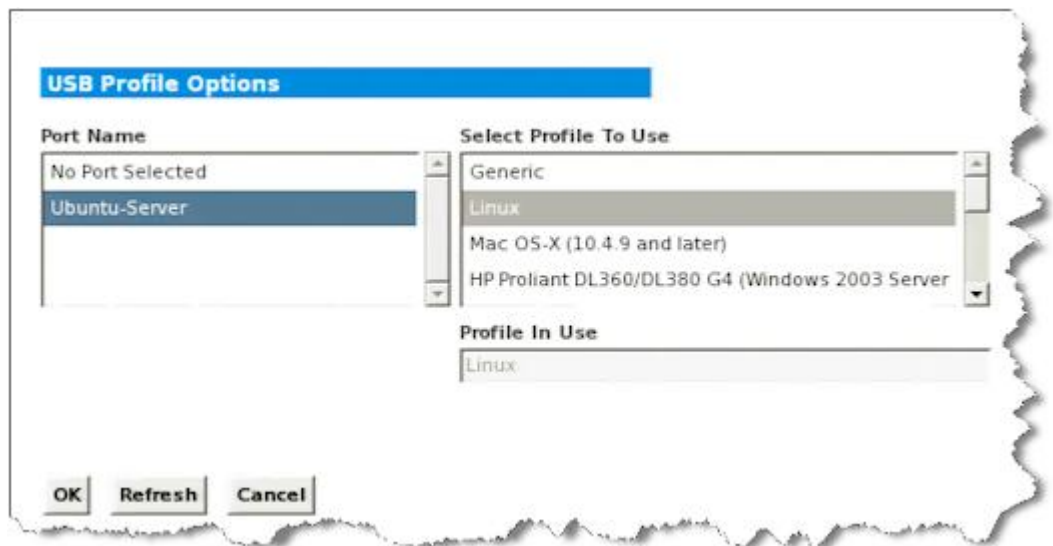 USB Profile Options
Port Name
No Port Selected
Ubuntu-Server
Select Profile To Use
Generic
Linux
Mac OS-X (10.4.9 and later)
HP Proliant DL360/DL380 G4 (Windows 2003 Server
Profile In Use
Linux
OK Refresh Cancel